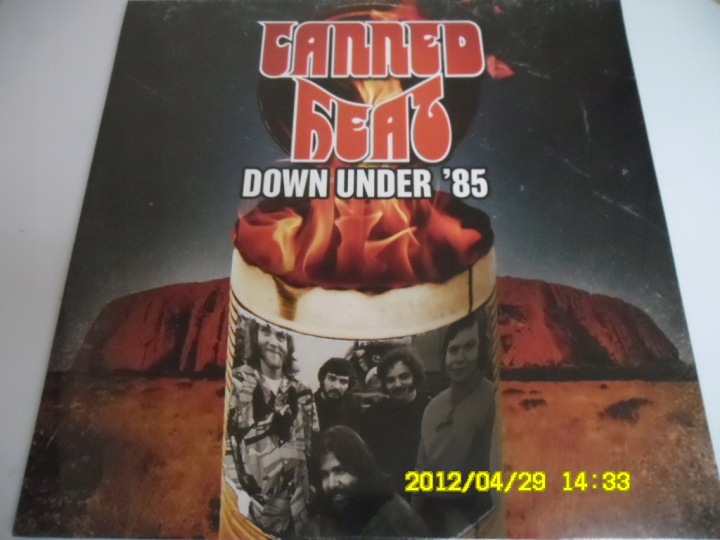 CANNED
HEAT
DOWN UNDER '85
2012/04/29 14:33